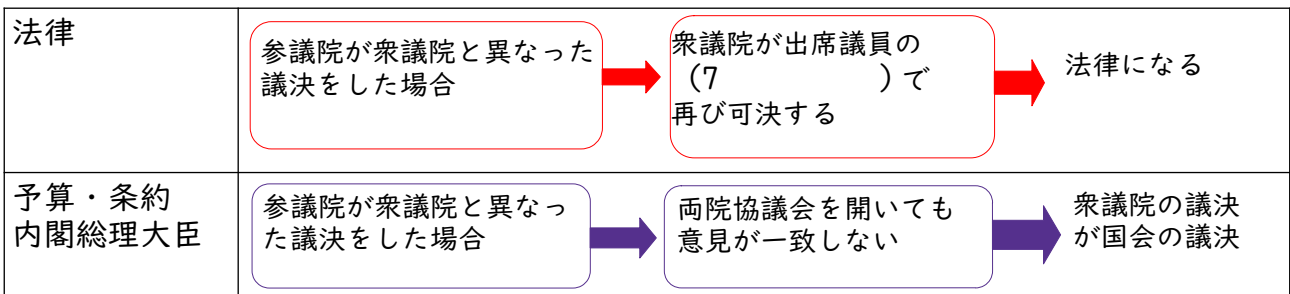 法律
参議院が衆議院と異なった
議決をした場合
衆議院が出席議員の
(7　　　　　)で
再び可決する
法律になる
予算・条約
内閣総理大臣
参議院が衆議院と異なっ
た議決をした場合
両院協議会を開いても
意見が一致しない
衆議院の議決
が国会の議決